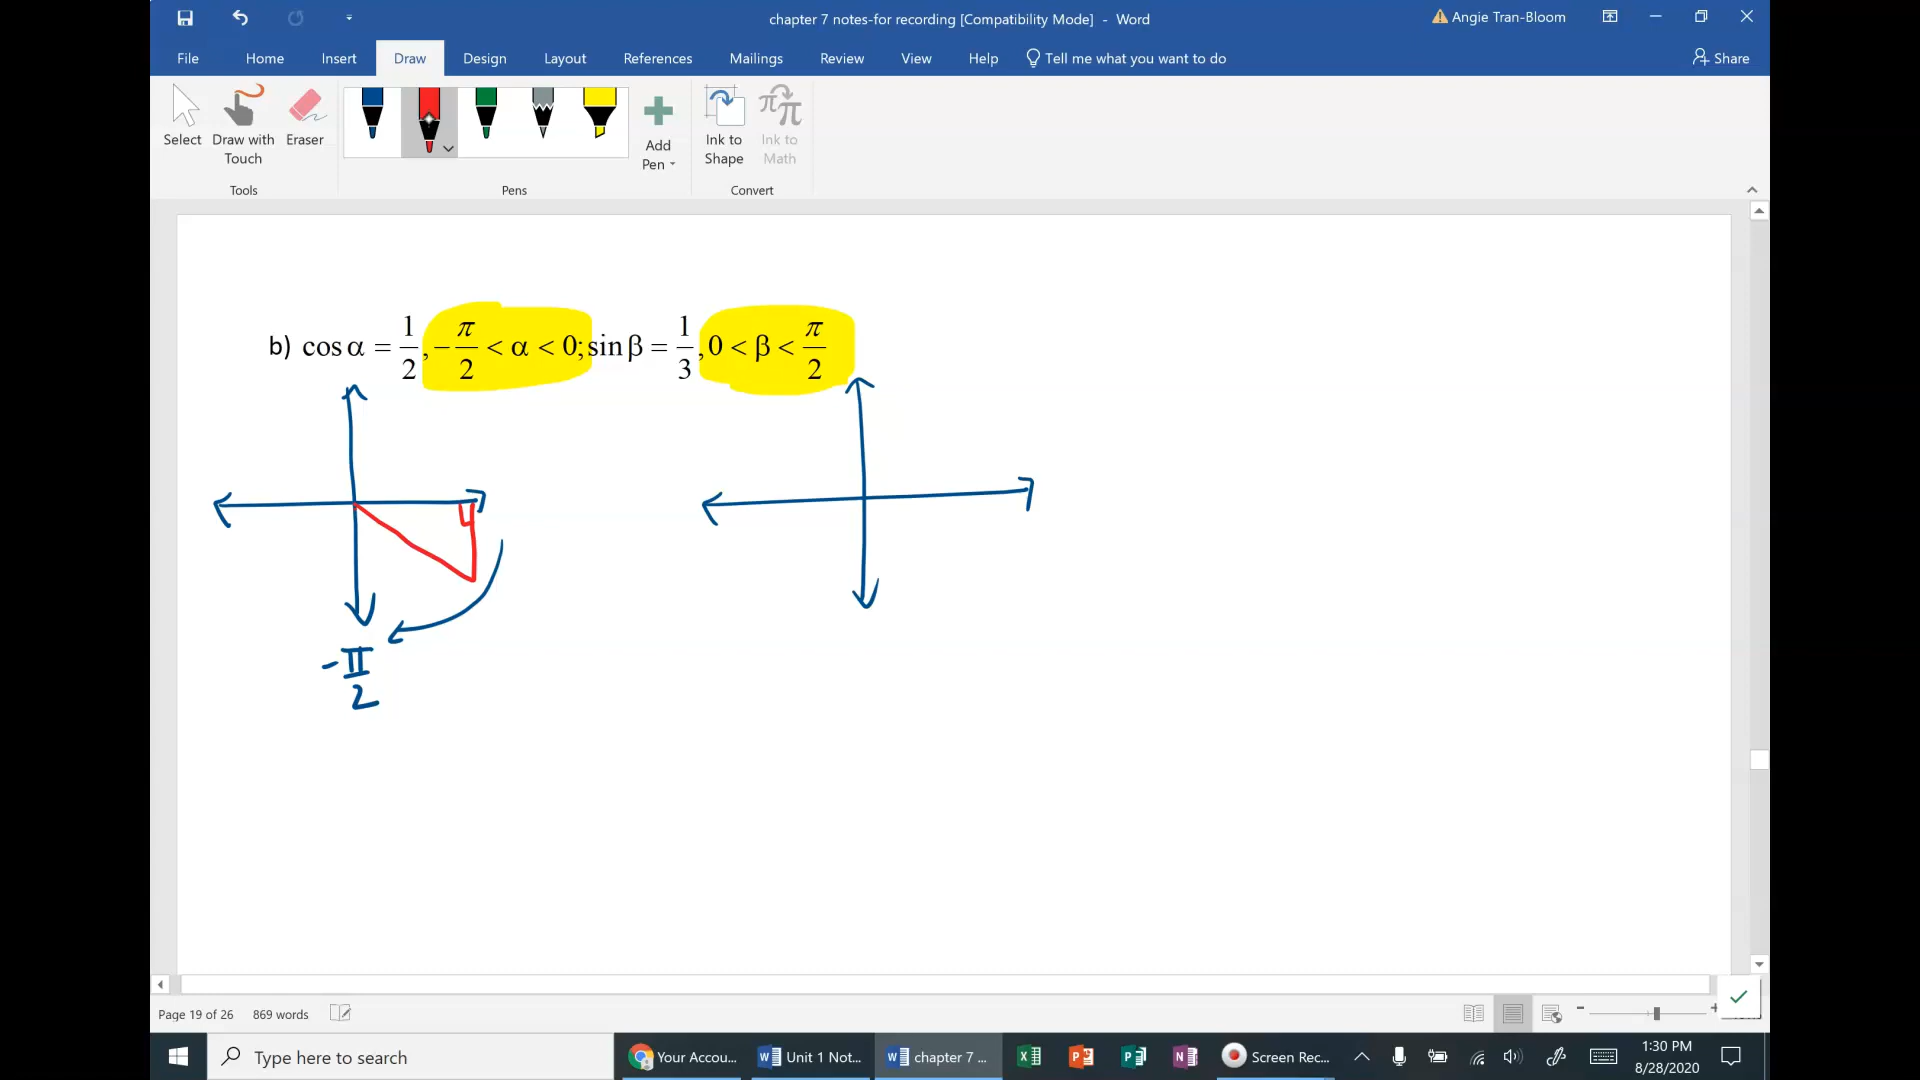 chapter 7 notes-for recording [Compatibility Mode] - Word
Angie Tran-Bloom
File Home Insert Draw Design Layout References Mailings Review View Help Tell me what you want to do Share
Select
Draw with Touch
Eraser
Add Pen
Ink to Shape
Ink to Math
Tools Pens Convert
b) cos α = 1/2, −π/2 < α < 0; sin β = 1/3, 0 < β < π/2
-π/2
Page 19 of 26 869 words
Type here to search
Your Accou...
Unit 1 Not...
chapter 7 ...
Screen Rec...
1:30 PM
8/28/2020